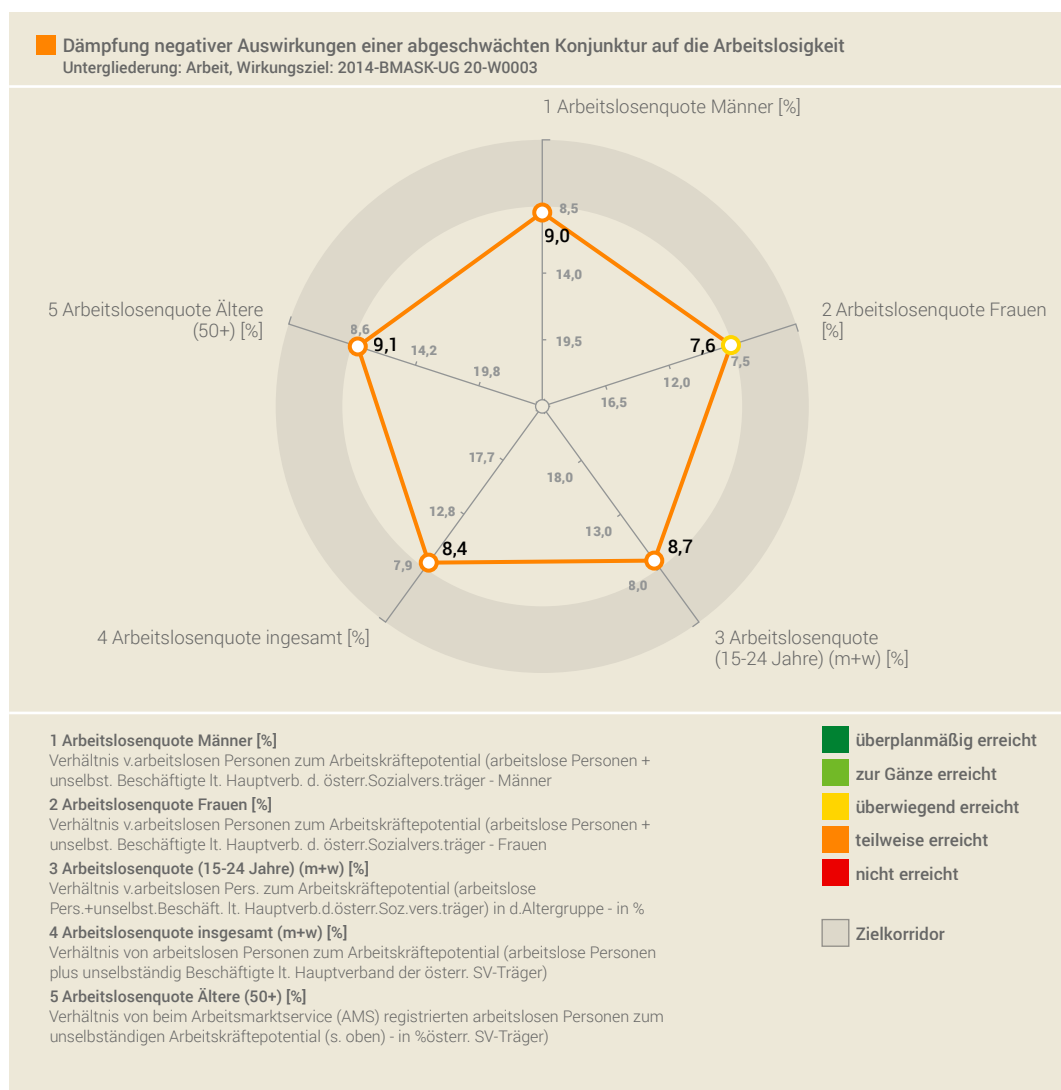 Dämpfung negativer Auswirkungen einer abgeschwächten Konjunktur auf die Arbeitslosigkeit
Untergliederung: Arbeit, Wirkungsziel: 2014-BMASK-UG 20-W0003
1 Arbeitslosenquote Männer [%]
8,5
9,0
14,0
19,5
2 Arbeitslosenquote Frauen
[%]
7,6
7,5
12,0
16,5
5 Arbeitslosenquote Ältere
(50+) [%]
8,6
9,1
14,2
19,8
17,7
12,8
8,4
7,9
4 Arbeitslosenquote ingesamt [%]
18,0
13,0
8,7
8,0
3 Arbeitslosenquote
(15-24 Jahre) (m+w) [%]
1 Arbeitslosenquote Männer [%]
Verhältnis v.arbeitslosen Personen zum Arbeitskräftepotential (arbeitslose Personen +
unselbst. Beschäftigte lt. Hauptverb. d. österr.Sozialvers.träger - Männer
2 Arbeitslosenquote Frauen [%]
Verhältnis v.arbeitslosen Personen zum Arbeitskräftepotential (arbeitslose Personen +
unselbst. Beschäftigte lt. Hauptverb. d. österr.Sozialvers.träger - Frauen
3 Arbeitslosenquote (15-24 Jahre) (m+w) [%]
Verhältnis v.arbeitslosen Pers. zum Arbeitskräftepotential (arbeitslose
Pers.+unselbst.Beschäft. lt. Hauptverb.d.österr.Soz.vers.träger) in d.Altergruppe - in %
4 Arbeitslosenquote insgesamt (m+w) [%]
Verhältnis von arbeitslosen Personen zum Arbeitskräftepotential (arbeitslose Personen
plus unselbständig Beschäftigte lt. Hauptverband der österr. SV-Träger)
5 Arbeitslosenquote Ältere (50+) [%]
Verhältnis von beim Arbeitsmarktservice (AMS) registrierten arbeitslosen Personen zum
unselbständigen Arbeitskräftepotential (s. oben) - in %österr. SV-Träger)
überplanmäßig erreicht
zur Gänze erreicht
überwiegend erreicht
teilweise erreicht
nicht erreicht
Zielkorridor